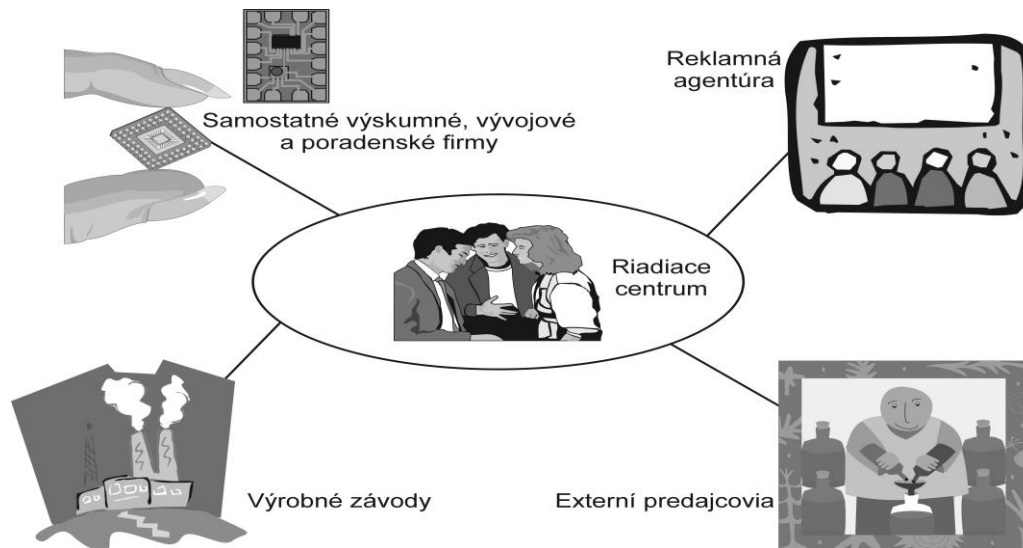 Samostatné výskumné, vývojové
a poradenské firmy
Reklamná
agentúra
Riadiace
centrum
Výrobné závody
Externí predajcovia